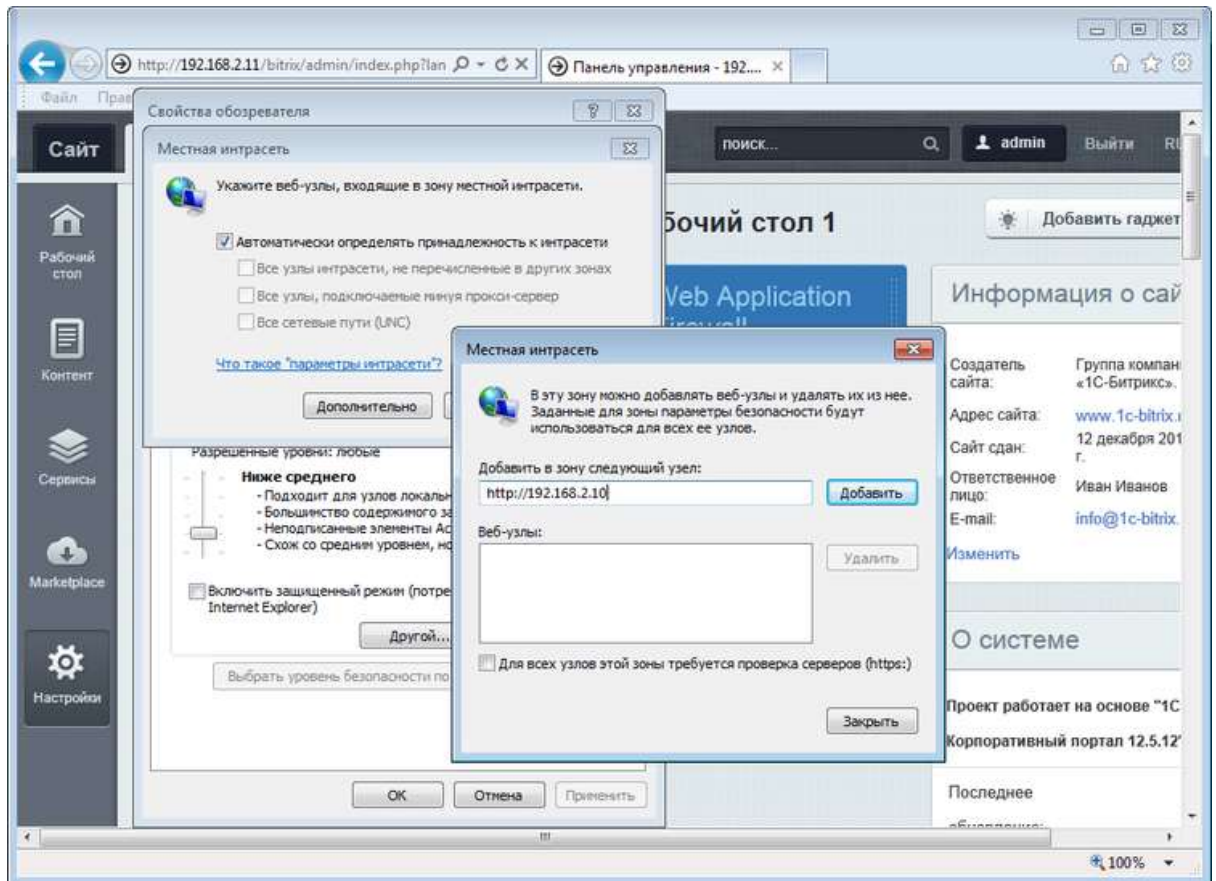 http://192.168.2.11/bitrix/admin/index.php?lan
Панель управления - 192....
Файл
Свойства обозревателя
Сайт
Местная интрасеть
поиск...
admin
Выйти
Укажите веб-узлы, входящие в зону местной интрасети.
Рабочий
стол
бочий стол 1
Добавить гаджет
Автоматически определять принадлежность к интрасети
Все узлы интрасети, не перечисленные в других зонах
Все узлы, подключаемые минуя прокси-сервер
Все сетевые пути (UNC)
Web Application
Информация о сай
Контент
Что такое "параметры интрасети"?
Дополнительно
Местная интрасеть
В эту зону можно добавлять веб-узлы и удалять их из нее.
Заданные для зоны параметры безопасности будут
использоваться для всех ее узлов.
Создатель
сайта:
Группа компан
«1С-Битрикс».
Адрес сайта:
www.1c-bitrix.
Сайт сдан:
12 декабря 201
г.
Ответственное
лицо:
Иван Иванов
E-mail:
info@1c-bitrix.
Изменить
Разрешенные уровни: любые
Ниже среднего
- Подходит для узлов локаль
- Большинство содержимого за
- Неподписанные элементы Ac
- Схож со средним уровнем, но
Добавить в зону следующий узел:
http://192.168.2.10
Добавить
Веб-узлы:
Удалить
Сервисы
Marketplace
Включить защищенный режим (потре
Internet Explorer)
Другой...
Выбрать уровень безопасности по
Для всех узлов этой зоны требуется проверка серверов (https:)
Закрыть
О системе
Настройки
Проект работает на основе "1С
Корпоративный портал 12.5.12"
OK
Отмена
Применить
Последнее
100%